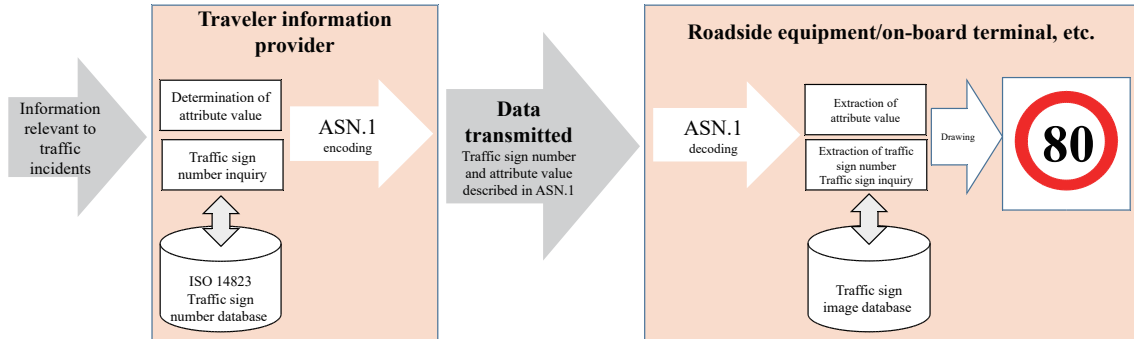 Information
relevant to
traffic
incidents
Traveler information
provider
Determination of
attribute value
Traffic sign
number inquiry
ISO 14823
Traffic sign
number database
ASN.1
encoding
Data
transmitted
Traffic sign number
and attribute value
described in ASN.1
Roadside equipment/on-board terminal, etc.
ASN.1
decoding
Extraction of
attribute value
Extraction of traffic
sign number
Traffic sign inquiry
Traffic sign
image database
Drawing
80